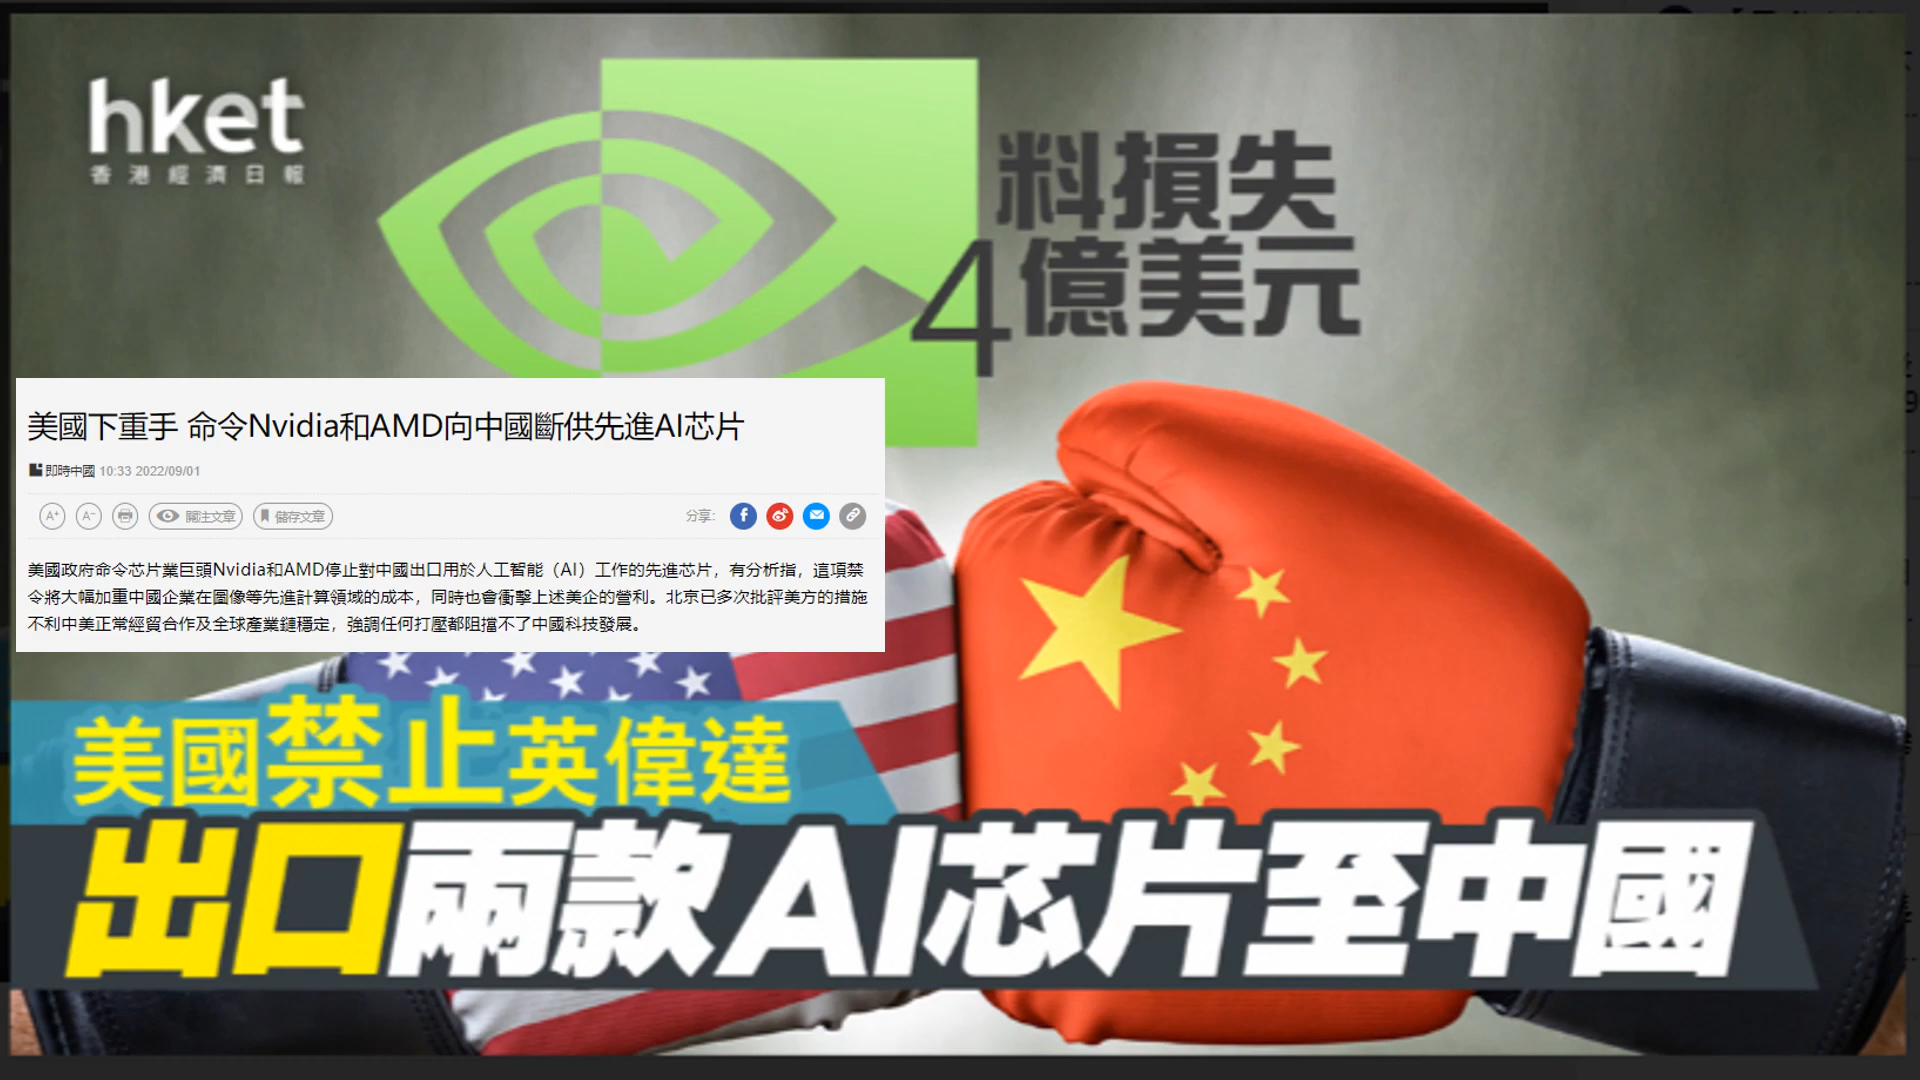 hket
香港經濟日報
料損失
4億美元
美國下重手 命令Nvidia和AMD向中國斷供先進AI芯片
即時中國 10:33 2022/09/01
A+ A- 關注文章 儲存文章 分享:
美國政府命令芯片業巨頭Nvidia和AMD停止對中國出口用於人工智能（AI）工作的先進芯片，有分析指，這項禁
令將大幅加重中國企業在圖像等先進計算領域的成本，同時也會衝擊上述美企的營利。北京已多次批評美方的措施
不利中美正常經貿合作及全球產業鏈穩定，強調任何打壓都阻擋不了中國科技發展。
美國禁止英偉達
出口兩款AI芯片至中國